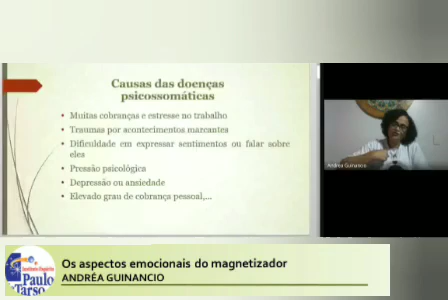 Causas das doenças
psicossomáticas
• Muitas cobranças e estresse no trabalho
• Traumas por acontecimentos marcantes
• Dificuldade em expressar sentimentos ou falar sobre
eles
• Pressão psicológica
• Depressão ou ansiedade
• Elevado grau de cobrança pessoal,...
Andréa Guinancio
Os aspectos emocionais do magnetizador
ANDRÉA GUINANCIO
Paulo
Tarso